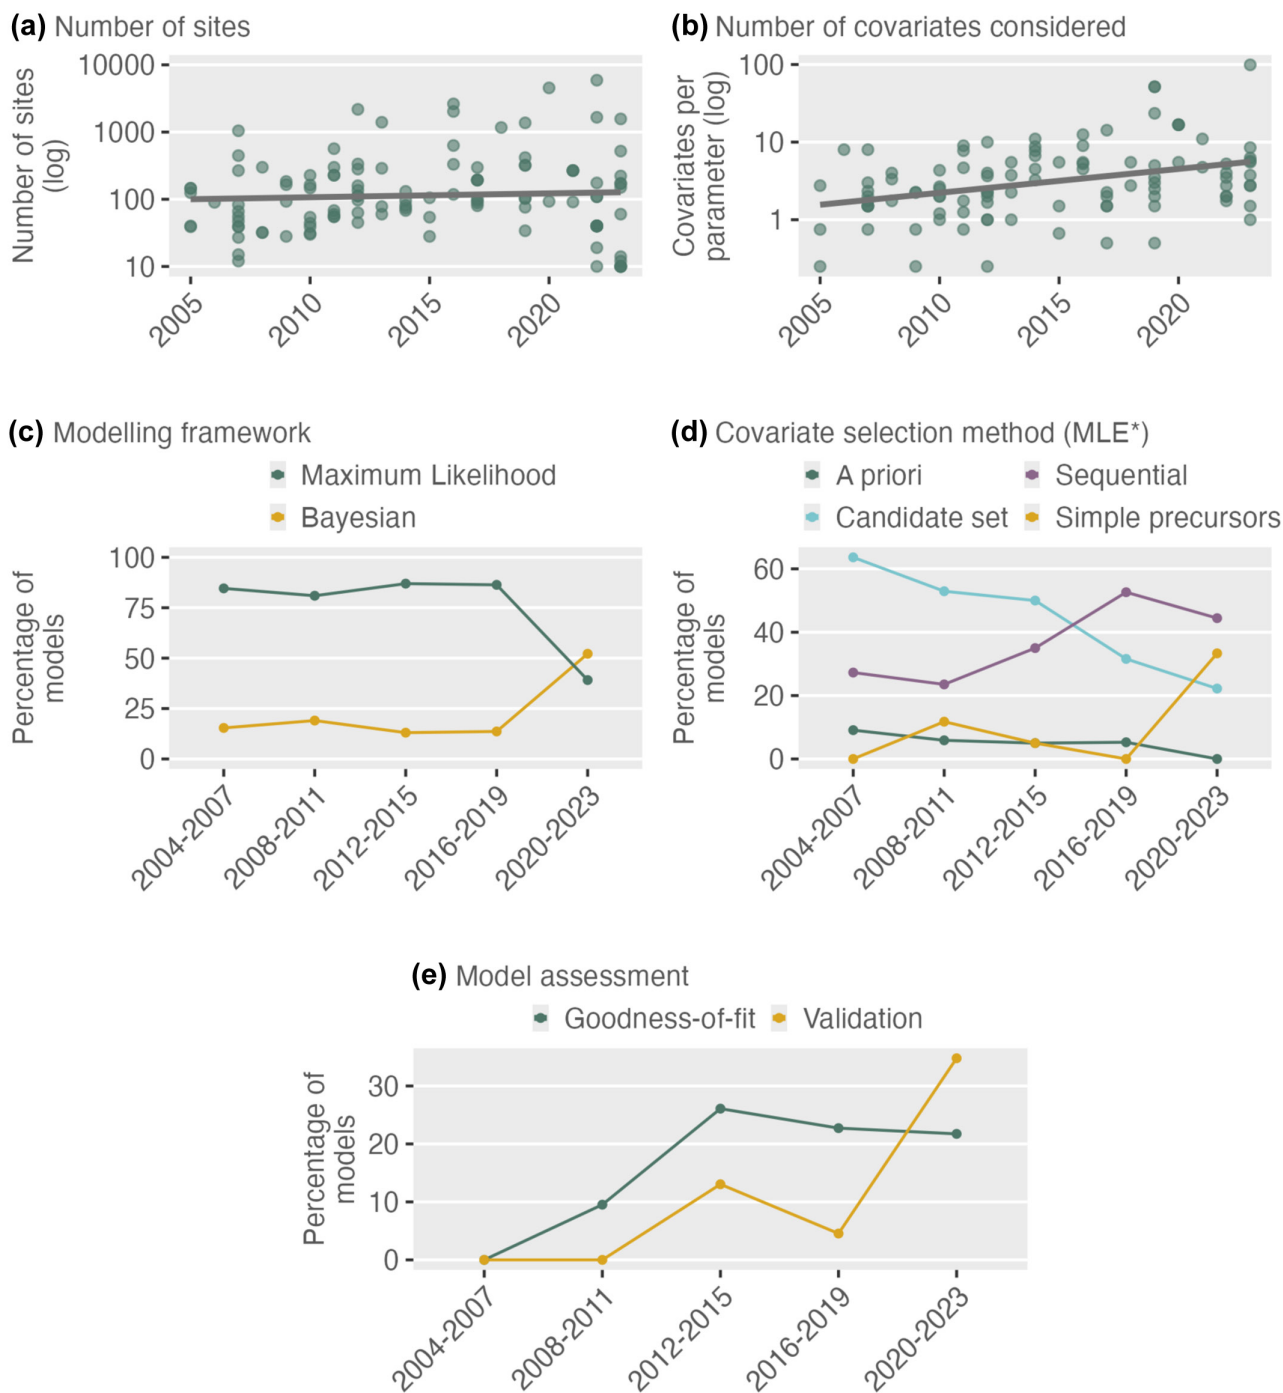 (a) Number of sites
Number of sites
(log)
10000
1000
100
10
2005
2010
2015
2020
(b) Number of covariates considered
Covariates per
parameter (log)
100
10
1
2005
2010
2015
2020
(c) Modelling framework
Maximum Likelihood
Bayesian
Percentage of
models
100
75
50
25
0
2004-2007
2008-2011
2012-2015
2016-2019
2020-2023
(d) Covariate selection method (MLE*)
A priori
Sequential
Candidate set
Simple precursors
Percentage of
models
60
40
20
0
2004-2007
2008-2011
2012-2015
2016-2019
2020-2023
(e) Model assessment
Goodness-of-fit
Validation
Percentage of
models
30
20
10
0
2004-2007
2008-2011
2012-2015
2016-2019
2020-2023